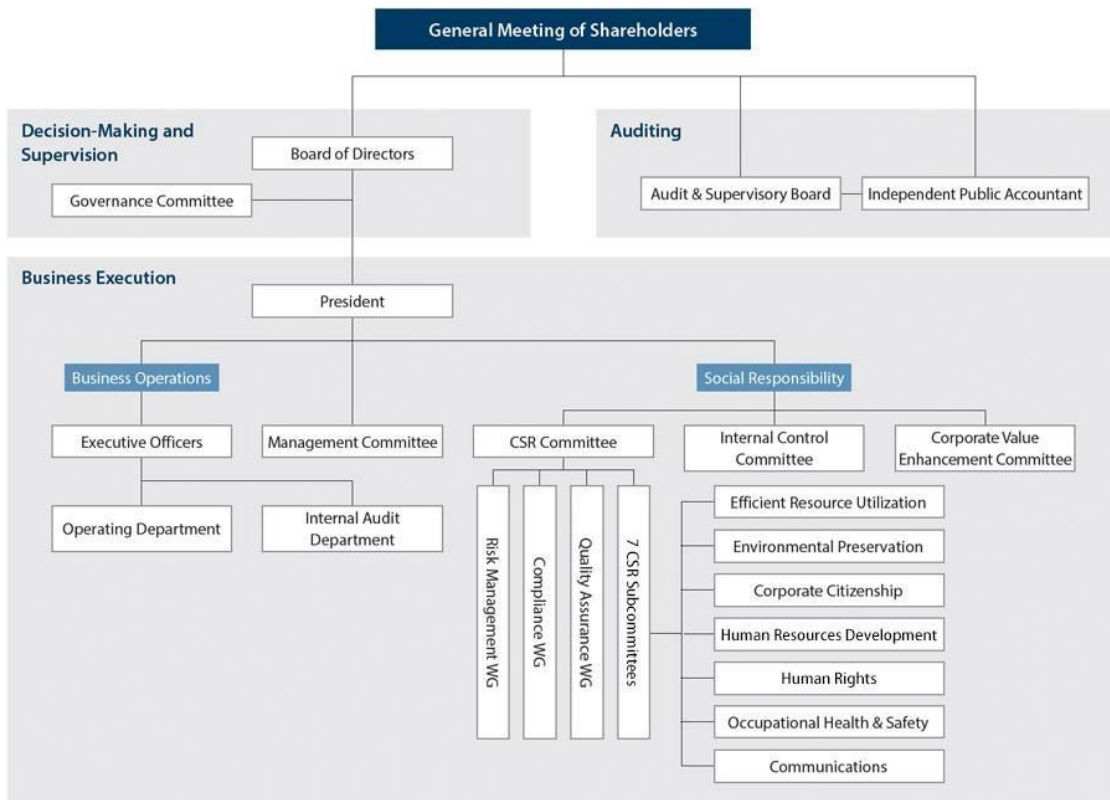 General Meeting of Shareholders
Decision-Making and
Supervision
Board of Directors
Governance Committee
Auditing
Audit & Supervisory Board
Independent Public Accountant
Business Execution
President
Business Operations
Social Responsibility
Executive Officers
Management Committee
CSR Committee
Internal Control
Committee
Corporate Value
Enhancement Committee
Operating Department
Internal Audit
Department
Risk Management WG
Compliance WG
Quality Assurance WG
7 CSR Subcommittees
Efficient Resource Utilization
Environmental Preservation
Corporate Citizenship
Human Resources Development
Human Rights
Occupational Health & Safety
Communications